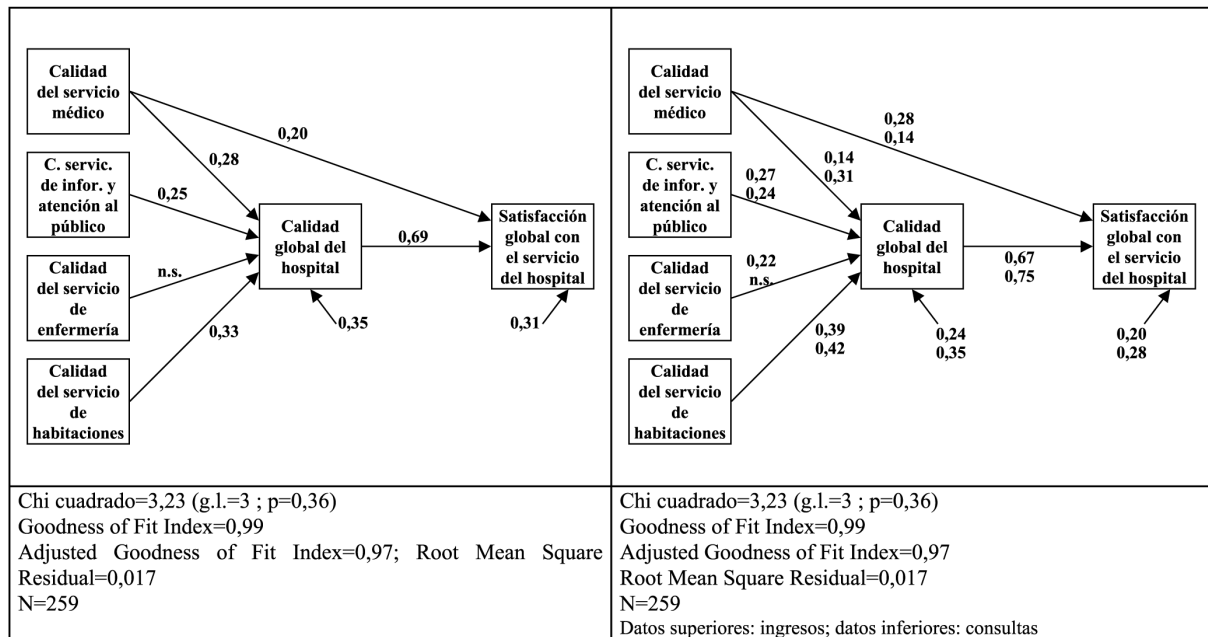 Calidad
del servicio
médico
0,20
0,28
C. servic.
de infor. y
atención al
público
0,25
Calidad
global del
hospital
0,69
Satisfacción
global con
el servicio
del hospital
n.s.
Calidad
del servicio
de
enfermería
0,33
0,35
0,31
Calidad
del servicio
de
habitaciones
Chi cuadrado=3,23 (g.l.=3 ; p=0,36)
Goodness of Fit Index=0,99
Adjusted Goodness of Fit Index=0,97; Root Mean Square
Residual=0,017
N=259
Calidad
del servicio
médico
0,28
0,14
0,14
0,31
C. servic.
de infor. y
atención al
público
0,27
0,24
Calidad
global del
hospital
0,67
0,75
Satisfacción
global con
el servicio
del hospital
0,22
n.s.
Calidad
del servicio
de
enfermería
0,39
0,42
0,24
0,35
0,20
0,28
Calidad
del servicio
de
habitaciones
Chi cuadrado=3,23 (g.l.=3 ; p=0,36)
Goodness of Fit Index=0,99
Adjusted Goodness of Fit Index=0,97
Root Mean Square Residual=0,017
N=259
Datos superiores: ingresos; datos inferiores: consultas